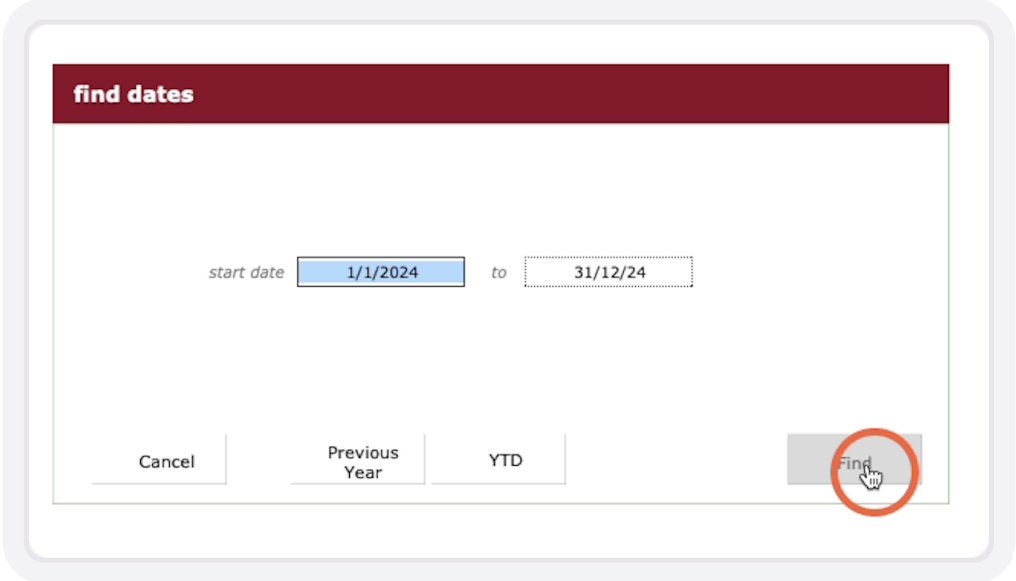 find dates
start date 1/1/2024 to 31/12/24
Cancel
Previous
Year
YTD
Find